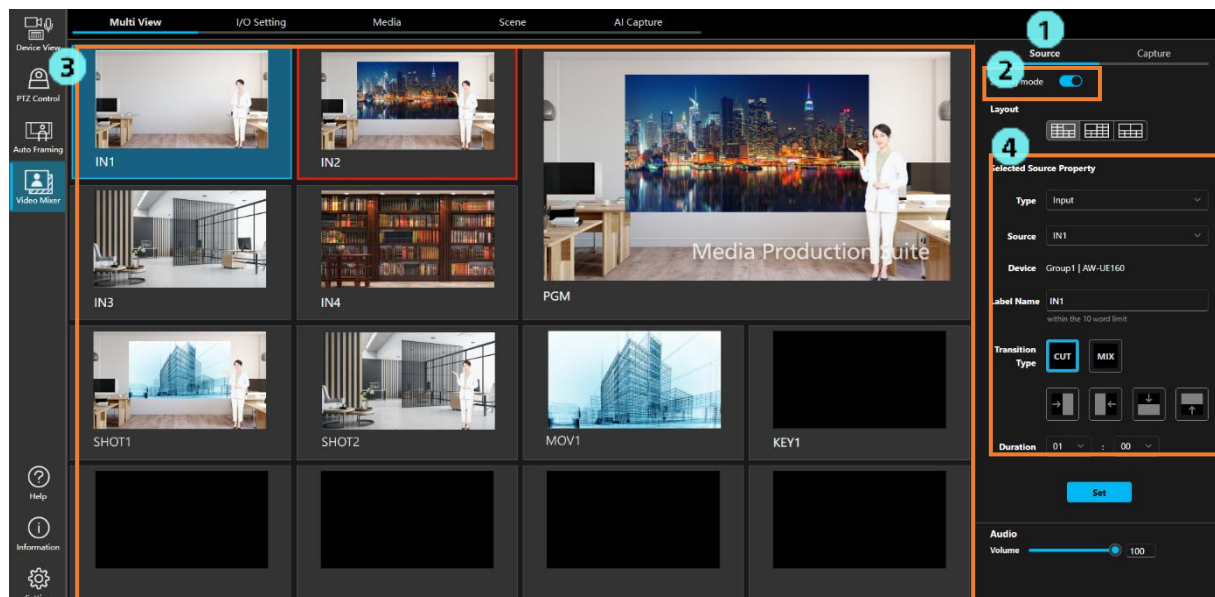 Multi View
I/O Setting
Media
Scene
AI Capture
1
Source
Capture
Device View
3
2
mode
PTZ Control
Layout
Auto Framing
4
Selected Source Property
IN1
IN2
Video Mixer
Type
Input
Source
IN1
Media Production Suite
Device
Group1 | AW-UE160
IN3
IN4
PGM
Label Name
IN1
within the 10 word limit
Transition
Type
CUT
MIX
SHOT1
SHOT2
MOV1
KEY1
Duration
01
:
00
Help
Set
Information
Audio
Volume
100